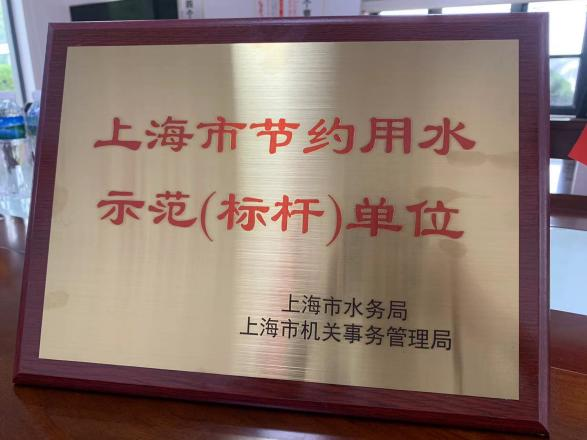 上海市节约用水
示范(标杆)单位
上海市水务局
上海市机关事务管理局